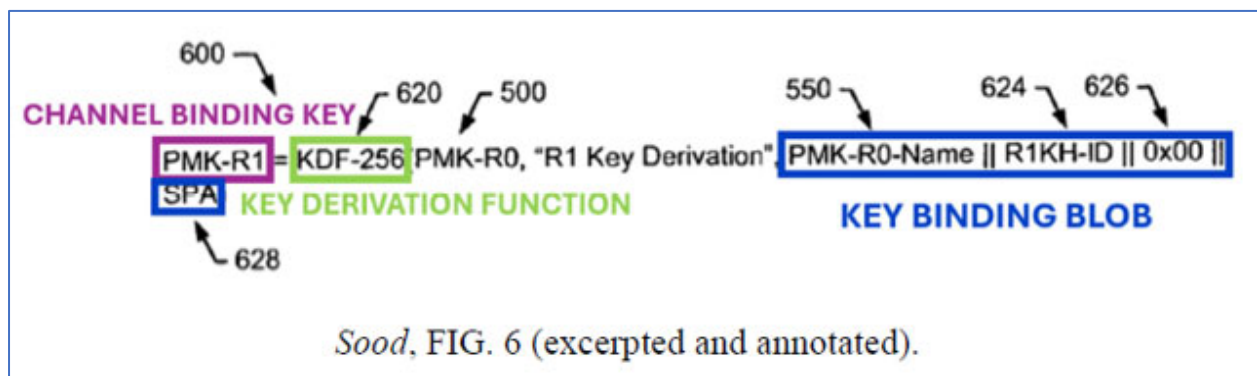 600
620 500 550 624 626
CHANNEL BINDING KEY
PMK-R1 = KDF-256 (PMK-R0, "R1 Key Derivation", PMK-R0-Name || R1KH-ID || 0x00 ||
SPA KEY DERIVATION FUNCTION KEY BINDING BLOB
628
Sood, FIG. 6 (excerpted and annotated).